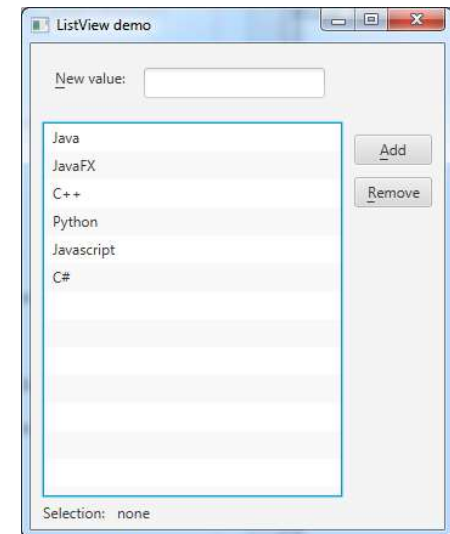 ListView demo
New value:
Java
JavaFX
C++
Python
Javascript
C#
Add
Remove
Selection: none